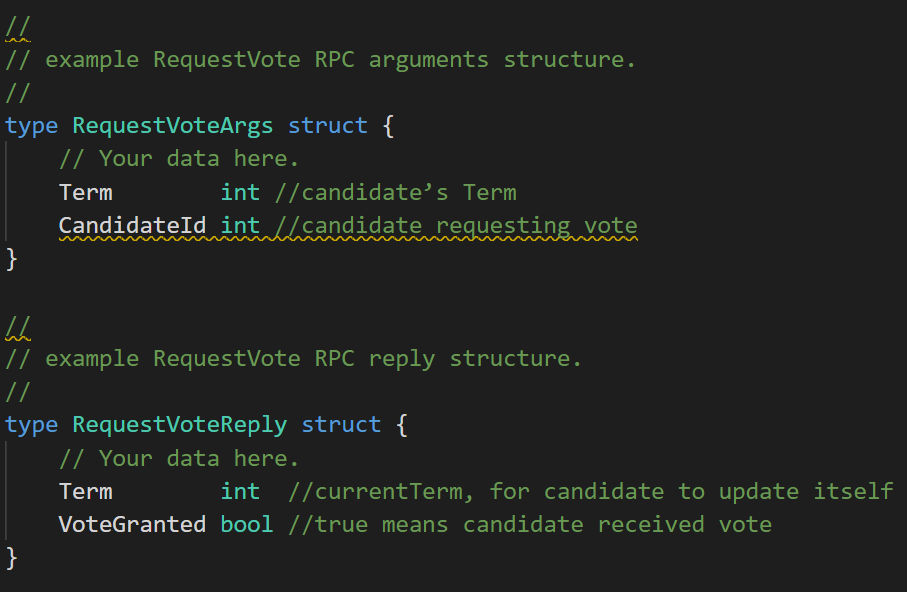 //
// example RequestVote RPC arguments structure.
//
type RequestVoteArgs struct {
// Your data here.
Term int //candidate’s Term
CandidateId int //candidate requesting vote
}
//
// example RequestVote RPC reply structure.
//
type RequestVoteReply struct {
// Your data here.
Term int //currentTerm, for candidate to update itself
VoteGranted bool //true means candidate received vote
}